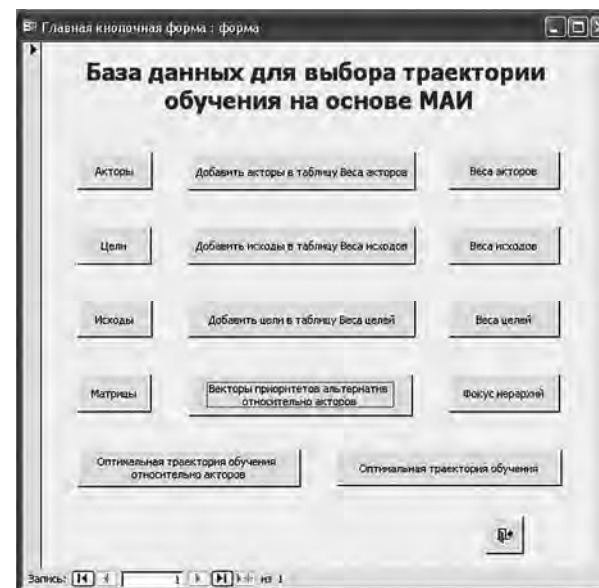 Главная кнопочная форма : форма
База данных для выбора траектории
обучения на основе МАИ
Акторы
Добавить акторы в таблицу Веса акторов
Веса акторов
Цели
Добавить исходы в таблицу Веса исходов
Веса исходов
Исходы
Добавить цели в таблицу Веса целей
Веса целей
Матрицы
Векторы приоритетов альтернатив
относительно акторов
Фокус иерархий
Оптимальная траектория обучения
относительно акторов
Оптимальная траектория обучения
Запись: 1 из 1